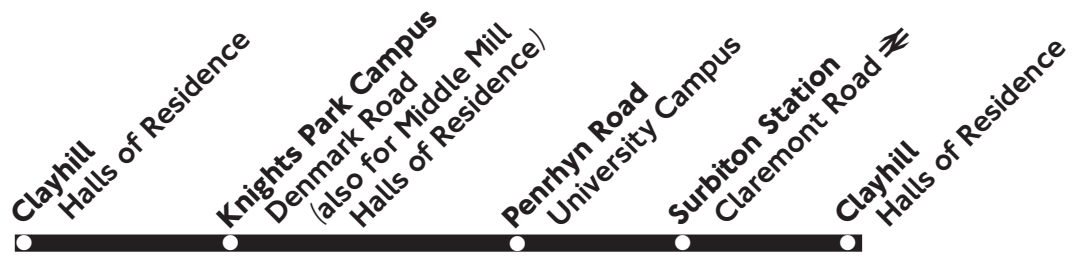 Clayhill
Halls of Residence
Knights Park Campus
Denmark Road
(also for Middle Mill
Halls of Residence)
Penrhyn Road
University Campus
Surbiton Station
Claremont Road
Clayhill
Halls of Residence